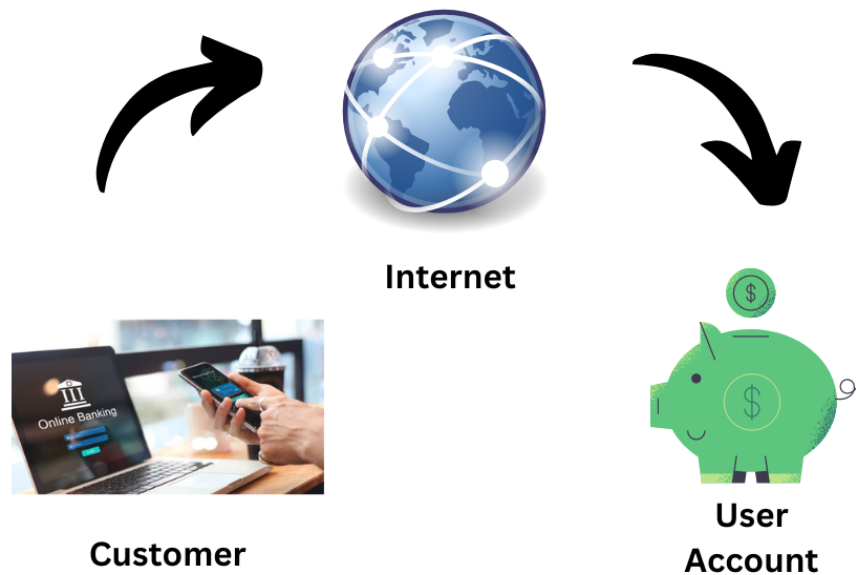 Internet
Online Banking
Customer
$
$
User
Account